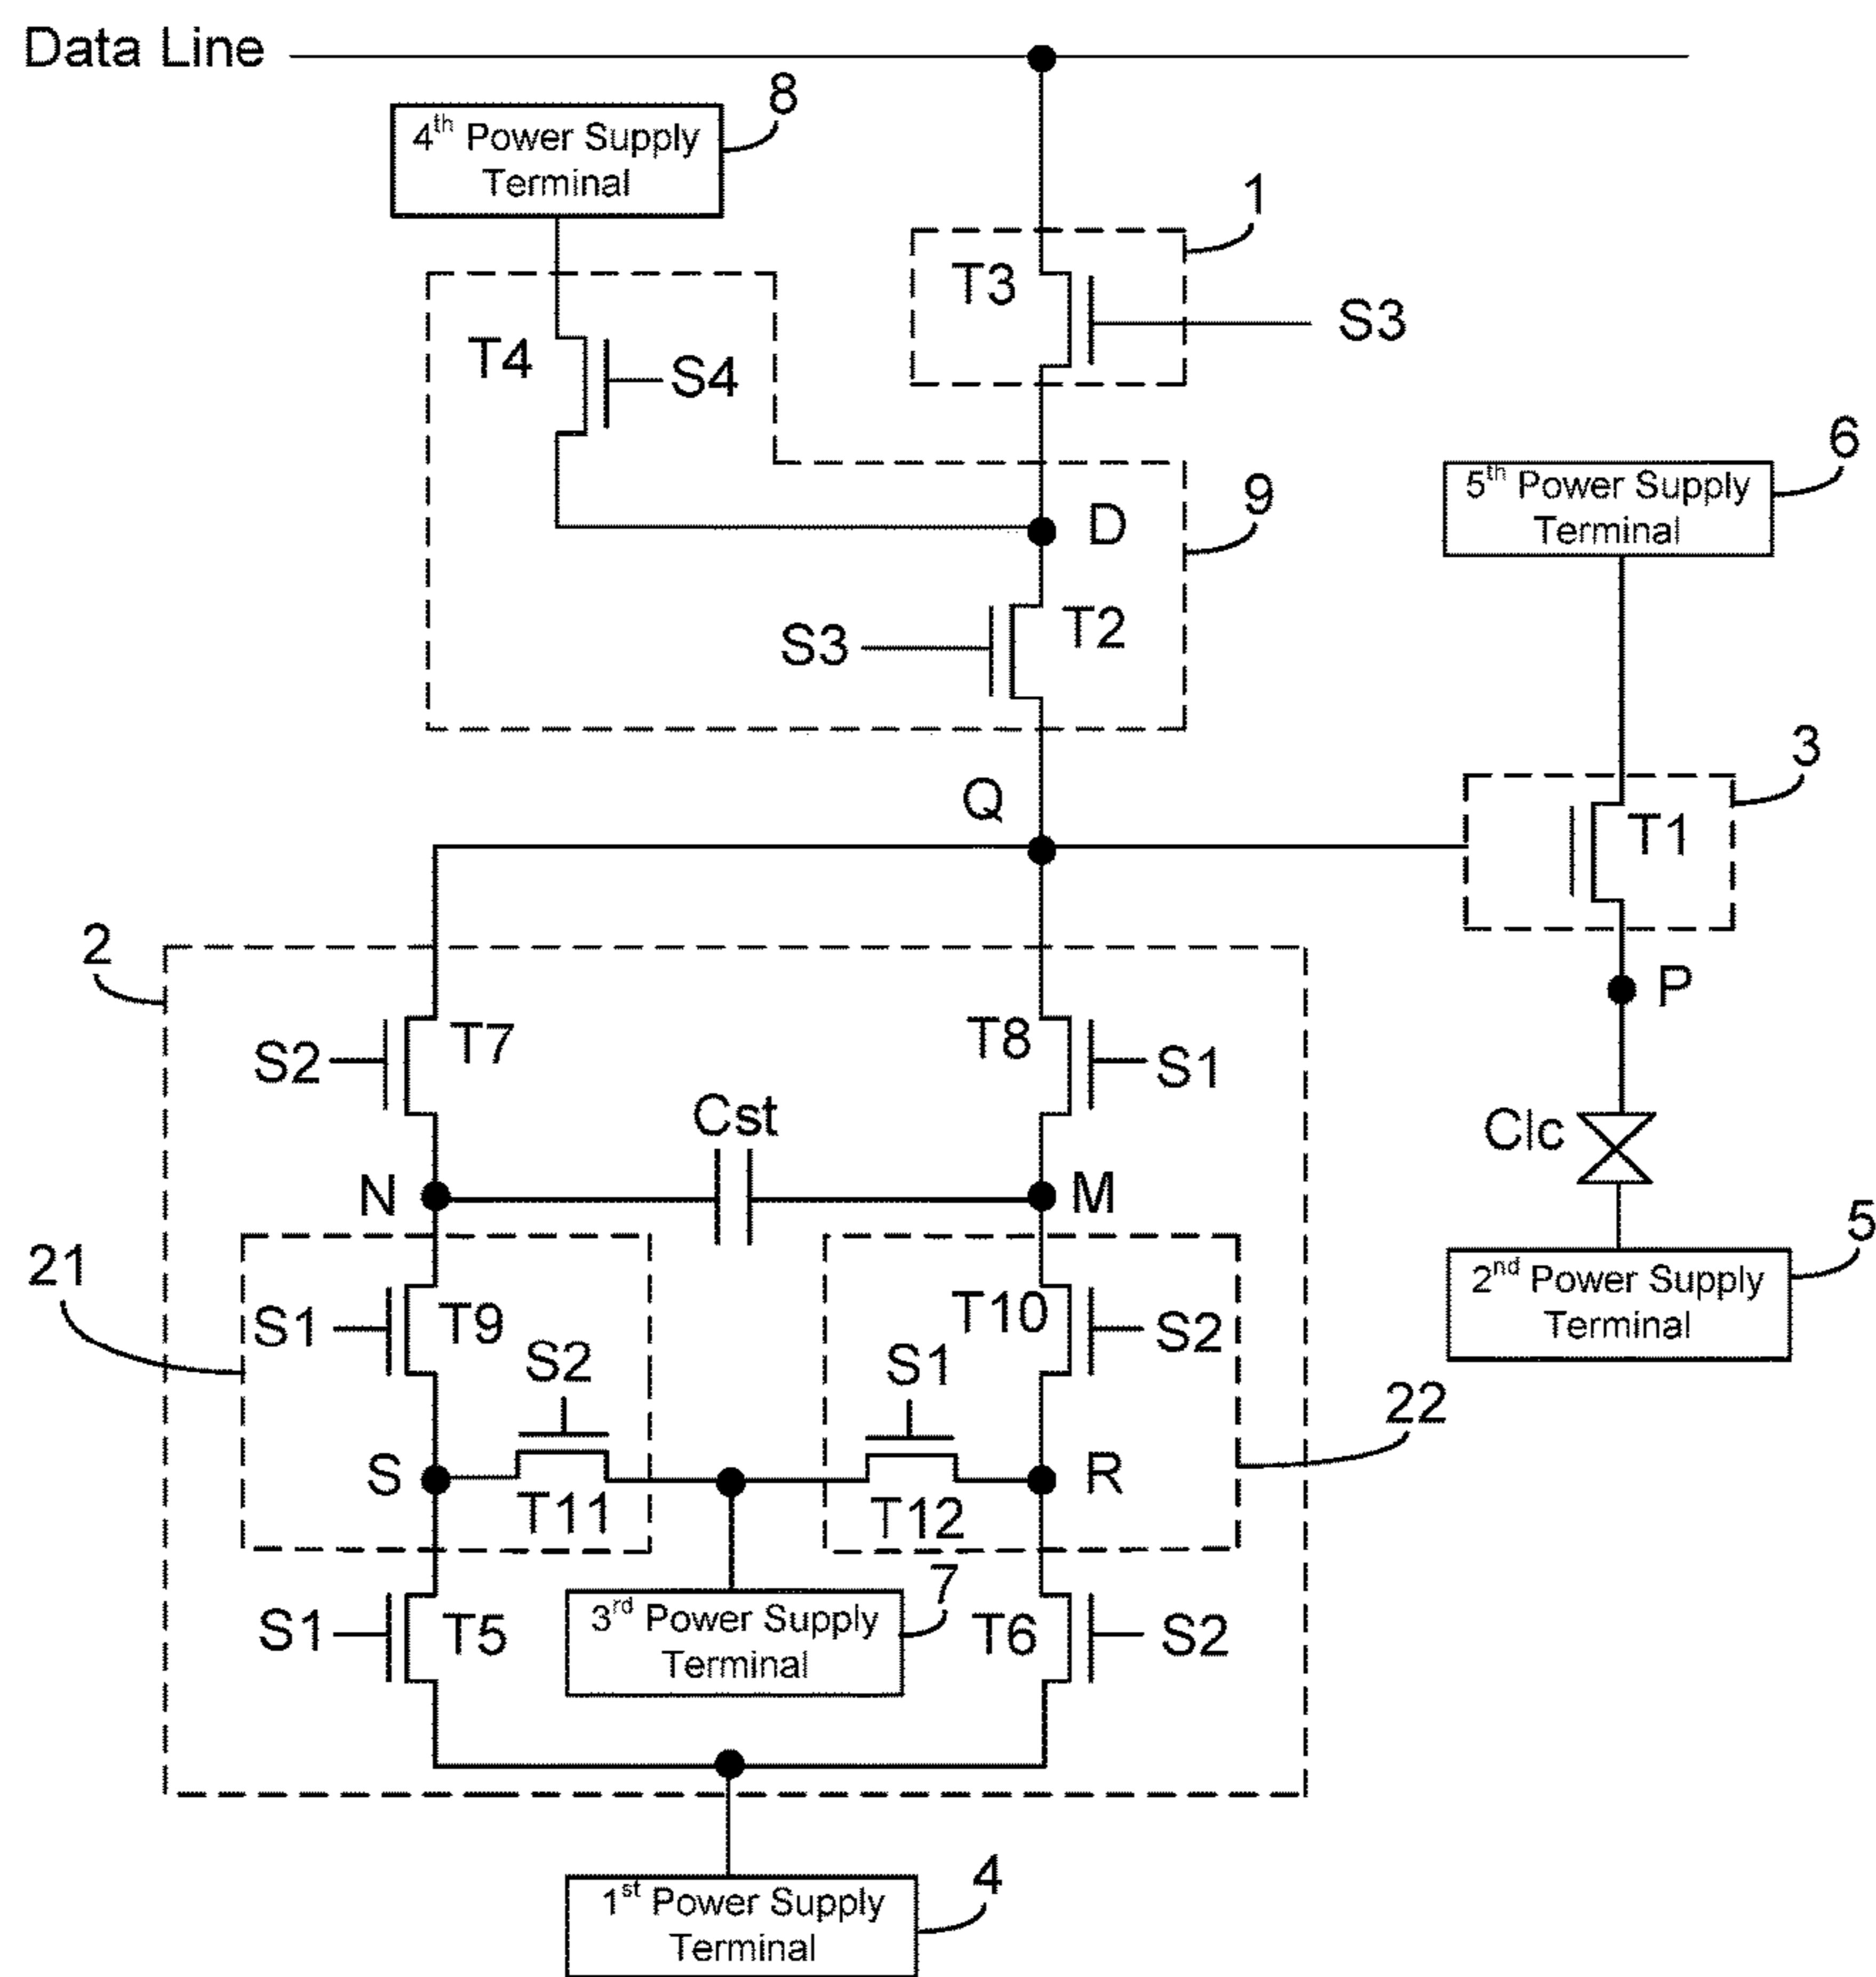 Data Line
8
4th Power Supply
Terminal
1
T3
S3
T4
S4
6
5th Power Supply
Terminal
9
D
S3
T2
3
Q
T1
2
P
S2
T7
T8
S1
Cst
Clc
N
M
5
21
2nd Power Supply
Terminal
S1
T9
T10
S2
S2
S1
22
S
R
T11
T12
7
S1
T5
3rd Power Supply
Terminal
T6
S2
4
1st Power Supply
Terminal